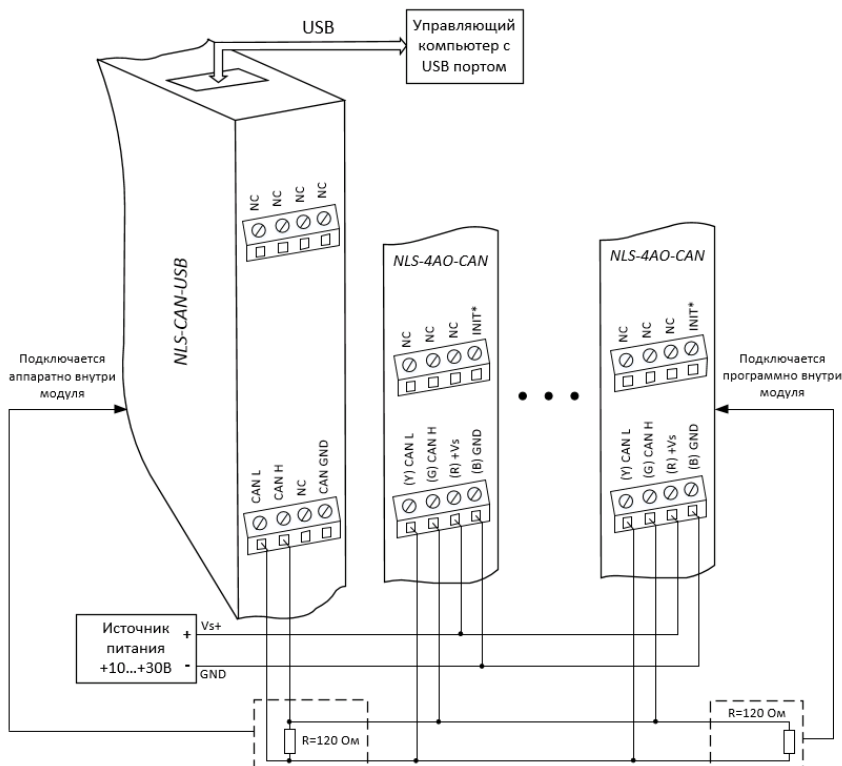 USB
Управляющий
компьютер с
USB портом
NC
NC
NC
NC
NLS-CAN-USB
NLS-4AO-CAN
NLS-4AO-CAN
NC
NC
NC
INIT*
NC
NC
NC
INIT*
Подключается
аппаратно внутри
модуля
Подключается
программно внутри
модуля
CAN L
CAN H
NC
CAN GND
(Y) CAN L
(G) CAN H
(R) +Vs
(B) GND
(Y) CAN L
(G) CAN H
(R) +Vs
(B) GND
Источник
питания
+10...+30В
+
-
Vs+
GND
R=120 Ом
R=120 Ом